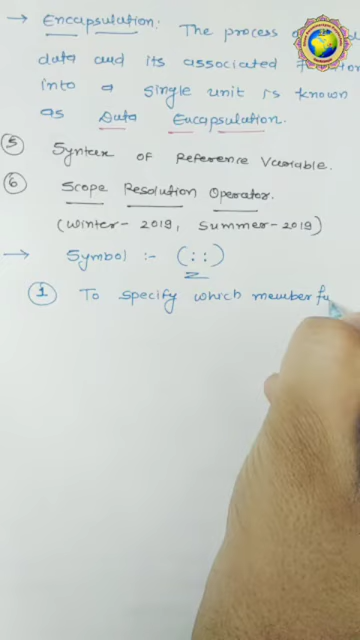 → Encapsulation: The process o
data and its associated
into a single unit is known
as Data Encapsulation.
⑤ Syntax of Reference Variable.
⑥ Scope Resolution Operator.
(Winter-2019, Summer-2019)
→ Symbol :- (::)
① To specify which member fu